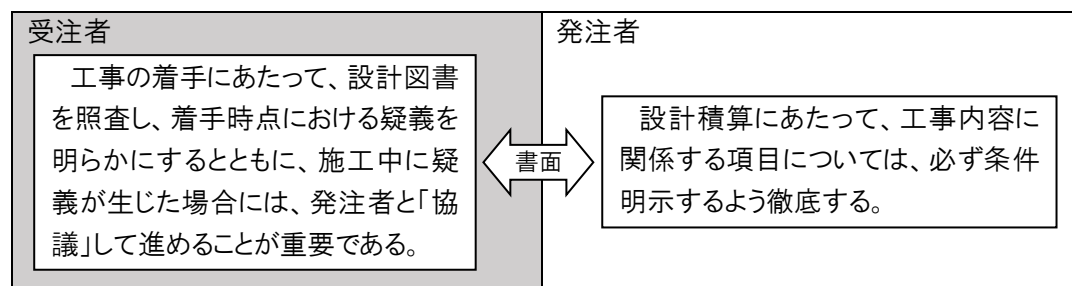 受注者
工事の着手にあたって、設計図書
を照査し、着手時点における疑義を
明らかにするとともに、施工中に疑
義が生じた場合には、発注者と「協
議」して進めることが重要である。
書面
発注者
設計積算にあたって、工事内容に
関係する項目については、必ず条件
明示するよう徹底する。